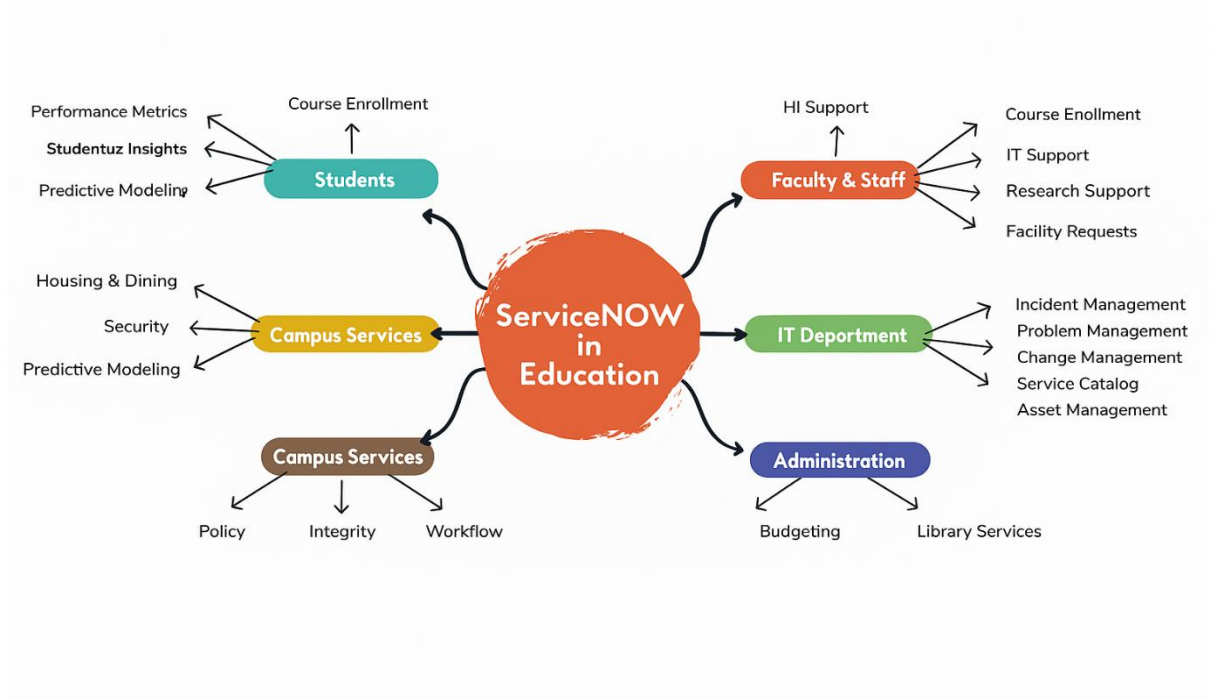 Course Enrollment
Performance Metrics
Studentuz Insights
Predictive Modeling
Students
HI Support
Course Enollment
IT Support
Research Support
Facility Requests
Faculty & Staff
Housing & Dining
Security
Predictive Modeling
Campus Services
ServiceNOW
in
Education
IT Deportment
Incident Management
Problem Management
Change Management
Service Catalog
Asset Management
Campus Services
Policy
Integrity
Workflow
Administration
Budgeting
Library Services